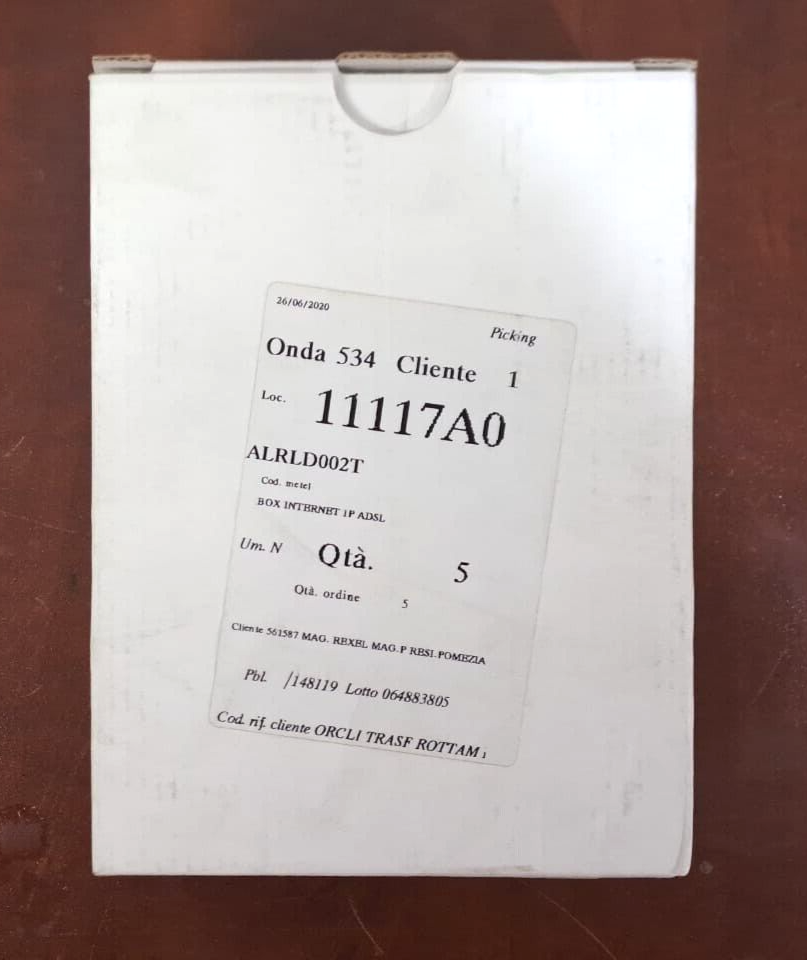 26/06/2020
Picking
Onda 534 Cliente 1
Loc. 11117A0
ALRLD002T
Cod. metel
BOX INTERNET 1P ADSL
Um. N Qtà. 5
Qtà. ordine 5
Cliente 561587 MAG. REXEL MAG.P RESI.POMEZIA
Pbl. /148119 Lotto 064883805
Cod. rif. cliente ORCLI TRASF ROTTAM